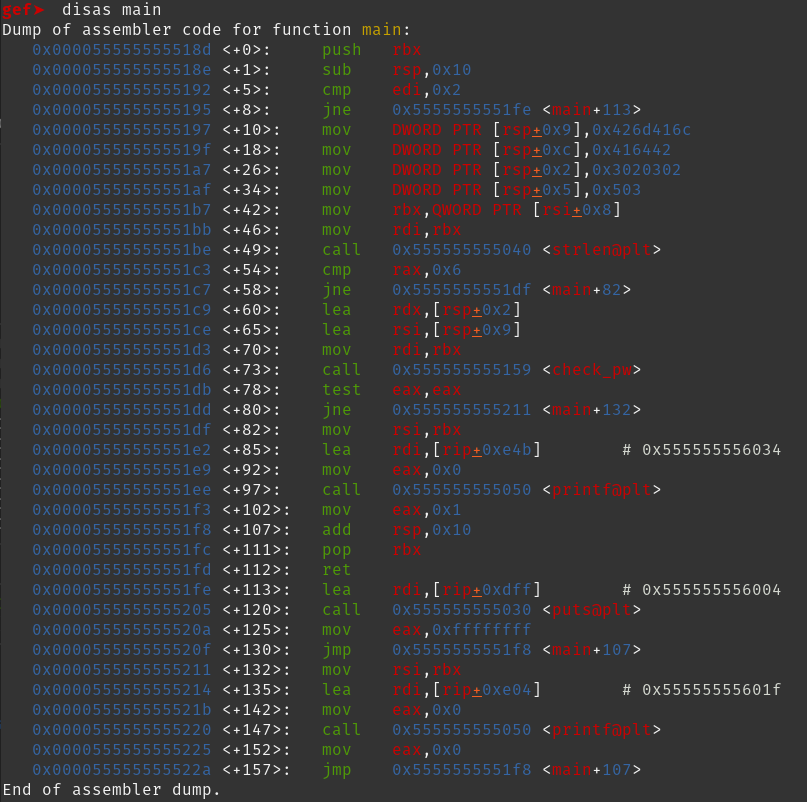 gef➤  disas main
Dump of assembler code for function main:
   0x000055555555518d <+0>:     push   rbx
   0x000055555555518e <+1>:     sub    rsp,0x10
   0x0000555555555192 <+5>:     cmp    edi,0x2
   0x0000555555555195 <+8>:     jne    0x5555555551fe <main+113>
   0x0000555555555197 <+10>:    mov    DWORD PTR [rsp+0x9],0x426d416c
   0x000055555555519f <+18>:    mov    DWORD PTR [rsp+0xc],0x416442
   0x00005555555551a7 <+26>:    mov    DWORD PTR [rsp+0x2],0x3020302
   0x00005555555551af <+34>:    mov    DWORD PTR [rsp+0x5],0x503
   0x00005555555551b7 <+42>:    mov    rbx,QWORD PTR [rsi+0x8]
   0x00005555555551bb <+46>:    mov    rdi,rbx
   0x00005555555551be <+49>:    call   0x555555555040 <strlen@plt>
   0x00005555555551c3 <+54>:    cmp    rax,0x6
   0x00005555555551c7 <+58>:    jne    0x5555555551df <main+82>
   0x00005555555551c9 <+60>:    lea    rdx,[rsp+0x2]
   0x00005555555551ce <+65>:    lea    rsi,[rsp+0x9]
   0x00005555555551d3 <+70>:    mov    rdi,rbx
   0x00005555555551d6 <+73>:    call   0x555555555159 <check_pw>
   0x00005555555551db <+78>:    test   eax,eax
   0x00005555555551dd <+80>:    jne    0x555555555211 <main+132>
   0x00005555555551df <+82>:    mov    rsi,rbx
   0x00005555555551e2 <+85>:    lea    rdi,[rip+0xe4b]        # 0x555555556034
   0x00005555555551e9 <+92>:    mov    eax,0x0
   0x00005555555551ee <+97>:    call   0x555555555050 <printf@plt>
   0x00005555555551f3 <+102>:   mov    eax,0x1
   0x00005555555551f8 <+107>:   add    rsp,0x10
   0x00005555555551fc <+111>:   pop    rbx
   0x00005555555551fd <+112>:   ret
   0x00005555555551fe <+113>:   lea    rdi,[rip+0xdff]        # 0x555555556004
   0x0000555555555205 <+120>:   call   0x555555555030 <puts@plt>
   0x000055555555520a <+125>:   mov    eax,0xffffffff
   0x000055555555520f <+130>:   jmp    0x5555555551f8 <main+107>
   0x0000555555555211 <+132>:   mov    rsi,rbx
   0x0000555555555214 <+135>:   lea    rdi,[rip+0xe04]        # 0x55555555601f
   0x000055555555521b <+142>:   mov    eax,0x0
   0x0000555555555220 <+147>:   call   0x555555555050 <printf@plt>
   0x0000555555555225 <+152>:   mov    eax,0x0
   0x000055555555522a <+157>:   jmp    0x5555555551f8 <main+107>
End of assembler dump.